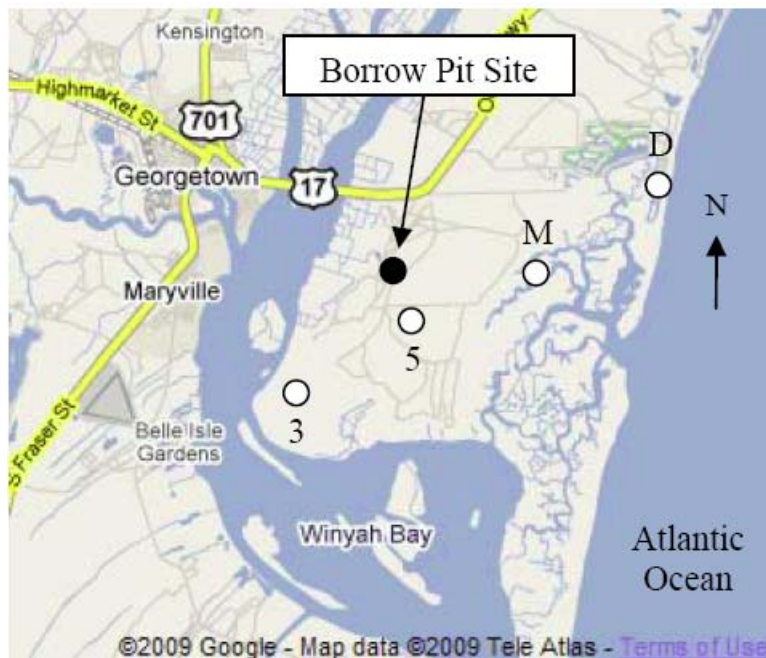 Kensington
Borrow Pit Site
Highmarket St
701
Georgetown
17
D
N
M
Maryville
5
3
S Fraser St
Belle Isle
Gardens
Winyah Bay
Atlantic
Ocean
©2009 Google - Map data ©2009 Tele Atlas - Terms of Use